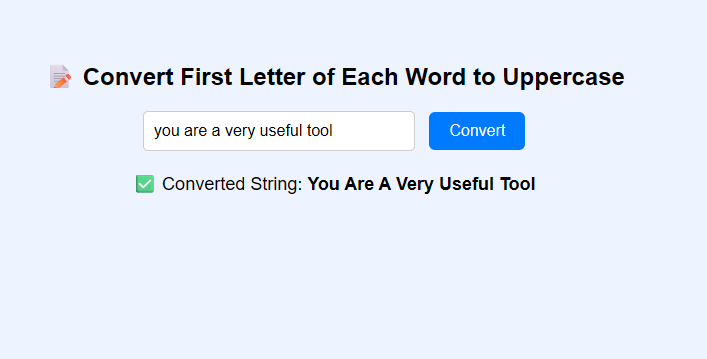 Convert First Letter of Each Word to Uppercase
you are a very useful tool
Convert
Converted String: You Are A Very Useful Tool